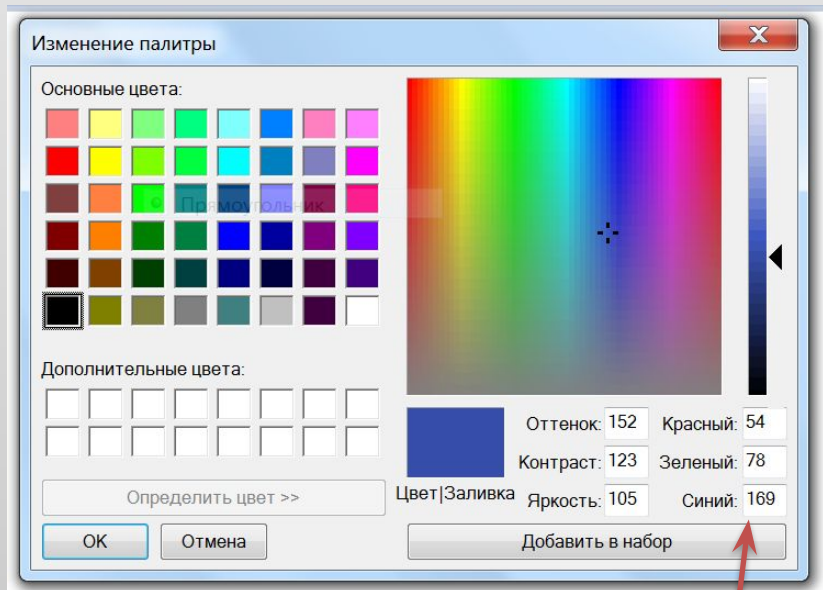 Изменение палитры
X
Основные цвета:
© Прямоугольник
Дополнительные цвета:
Определить цвет >>
ОК
Отмена
Цвет|Заливка
Оттенок: 152
Красный: 54
Контраст: 123
Зеленый: 78
Яркость: 105
Синий: 169
Добавить в набор